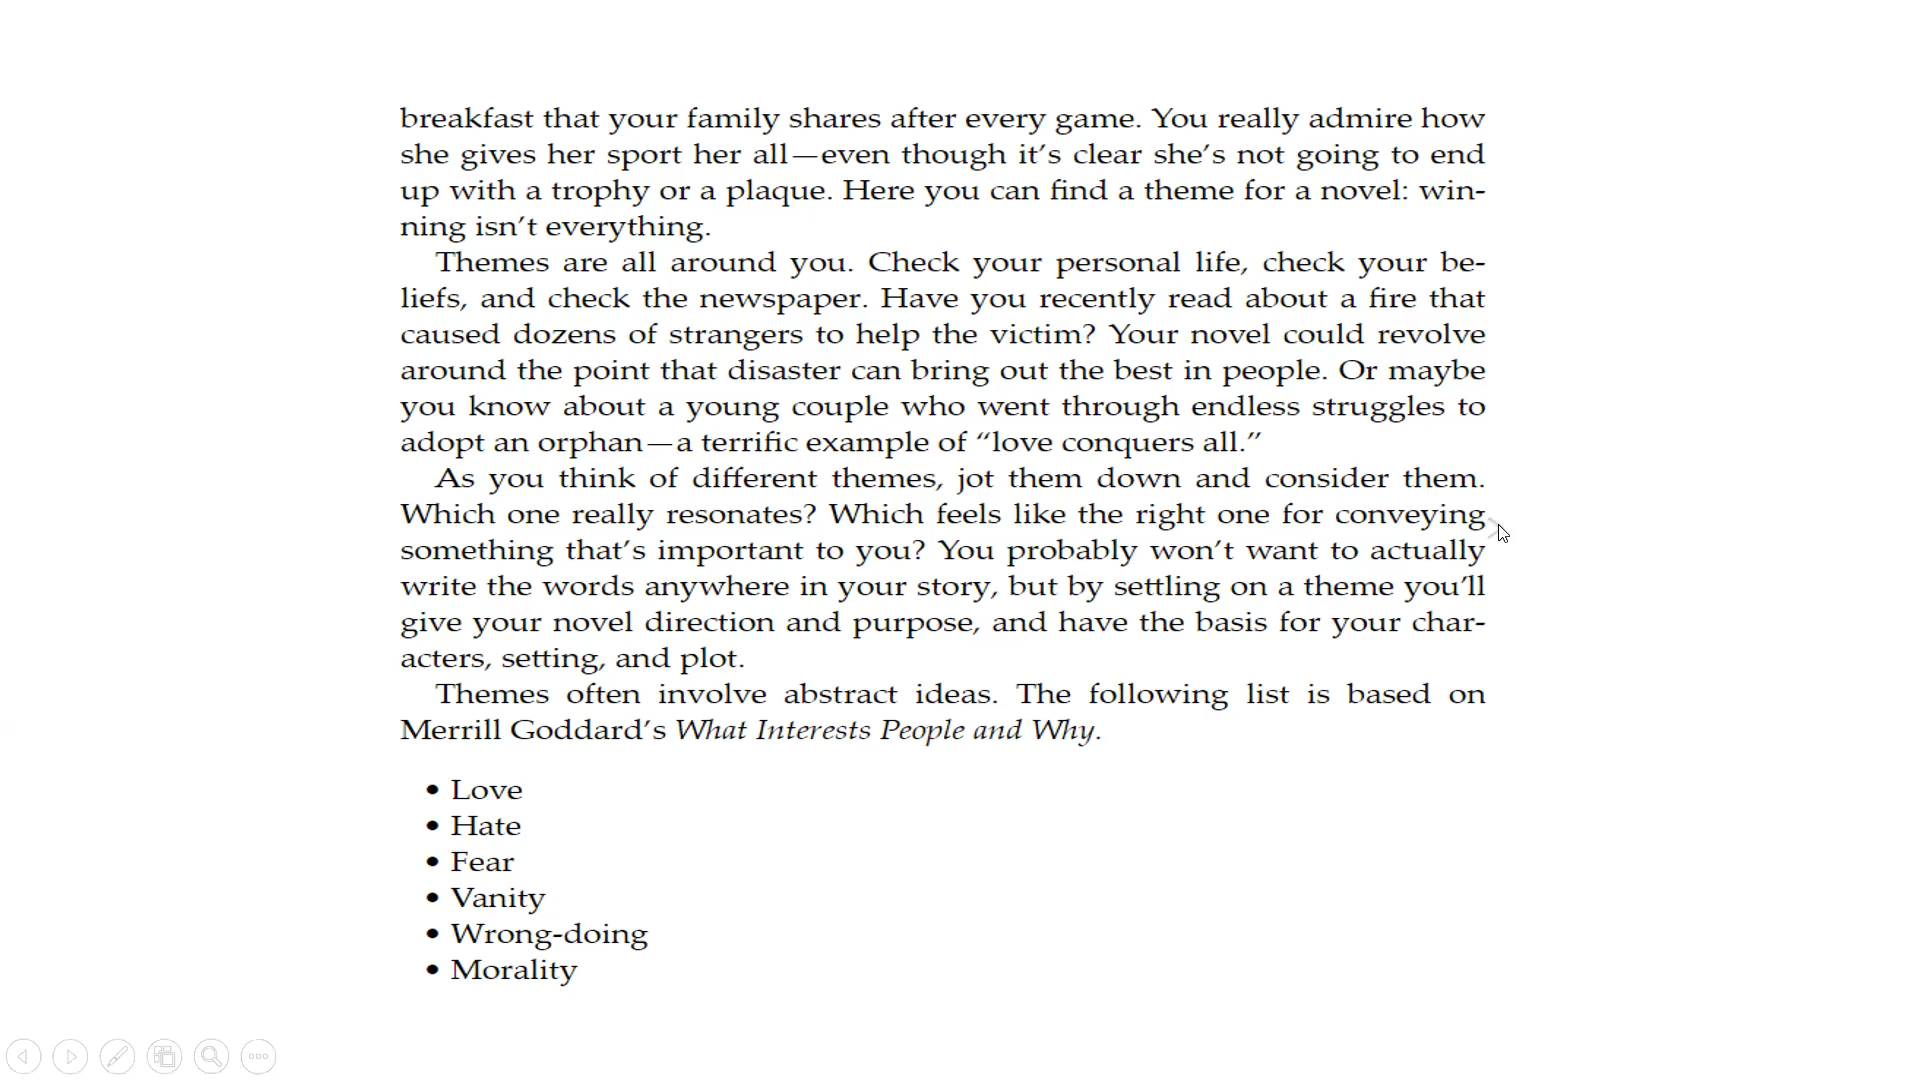 breakfast that your family shares after every game. You really admire how
she gives her sport her all—even though it’s clear she’s not going to end
up with a trophy or a plaque. Here you can find a theme for a novel: win-
ning isn’t everything.
Themes are all around you. Check your personal life, check your be-
liefs, and check the newspaper. Have you recently read about a fire that
caused dozens of strangers to help the victim? Your novel could revolve
around the point that disaster can bring out the best in people. Or maybe
you know about a young couple who went through endless struggles to
adopt an orphan—a terrific example of “love conquers all.”
As you think of different themes, jot them down and consider them.
Which one really resonates? Which feels like the right one for conveying
something that’s important to you? You probably won’t want to actually
write the words anywhere in your story, but by settling on a theme you’ll
give your novel direction and purpose, and have the basis for your char-
acters, setting, and plot.
Themes often involve abstract ideas. The following list is based on
Merrill Goddard’s What Interests People and Why.
• Love
• Hate
• Fear
• Vanity
• Wrong-doing
• Morality